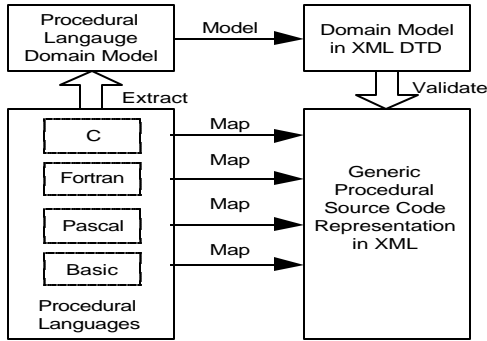 Procedural
Langauge
Domain Model
Model
Domain Model
in XML DTD
Extract
Validate
C
Map
Fortran
Map
Pascal
Map
Basic
Map
Procedural
Languages
Generic
Procedural
Source Code
Representation
in XML